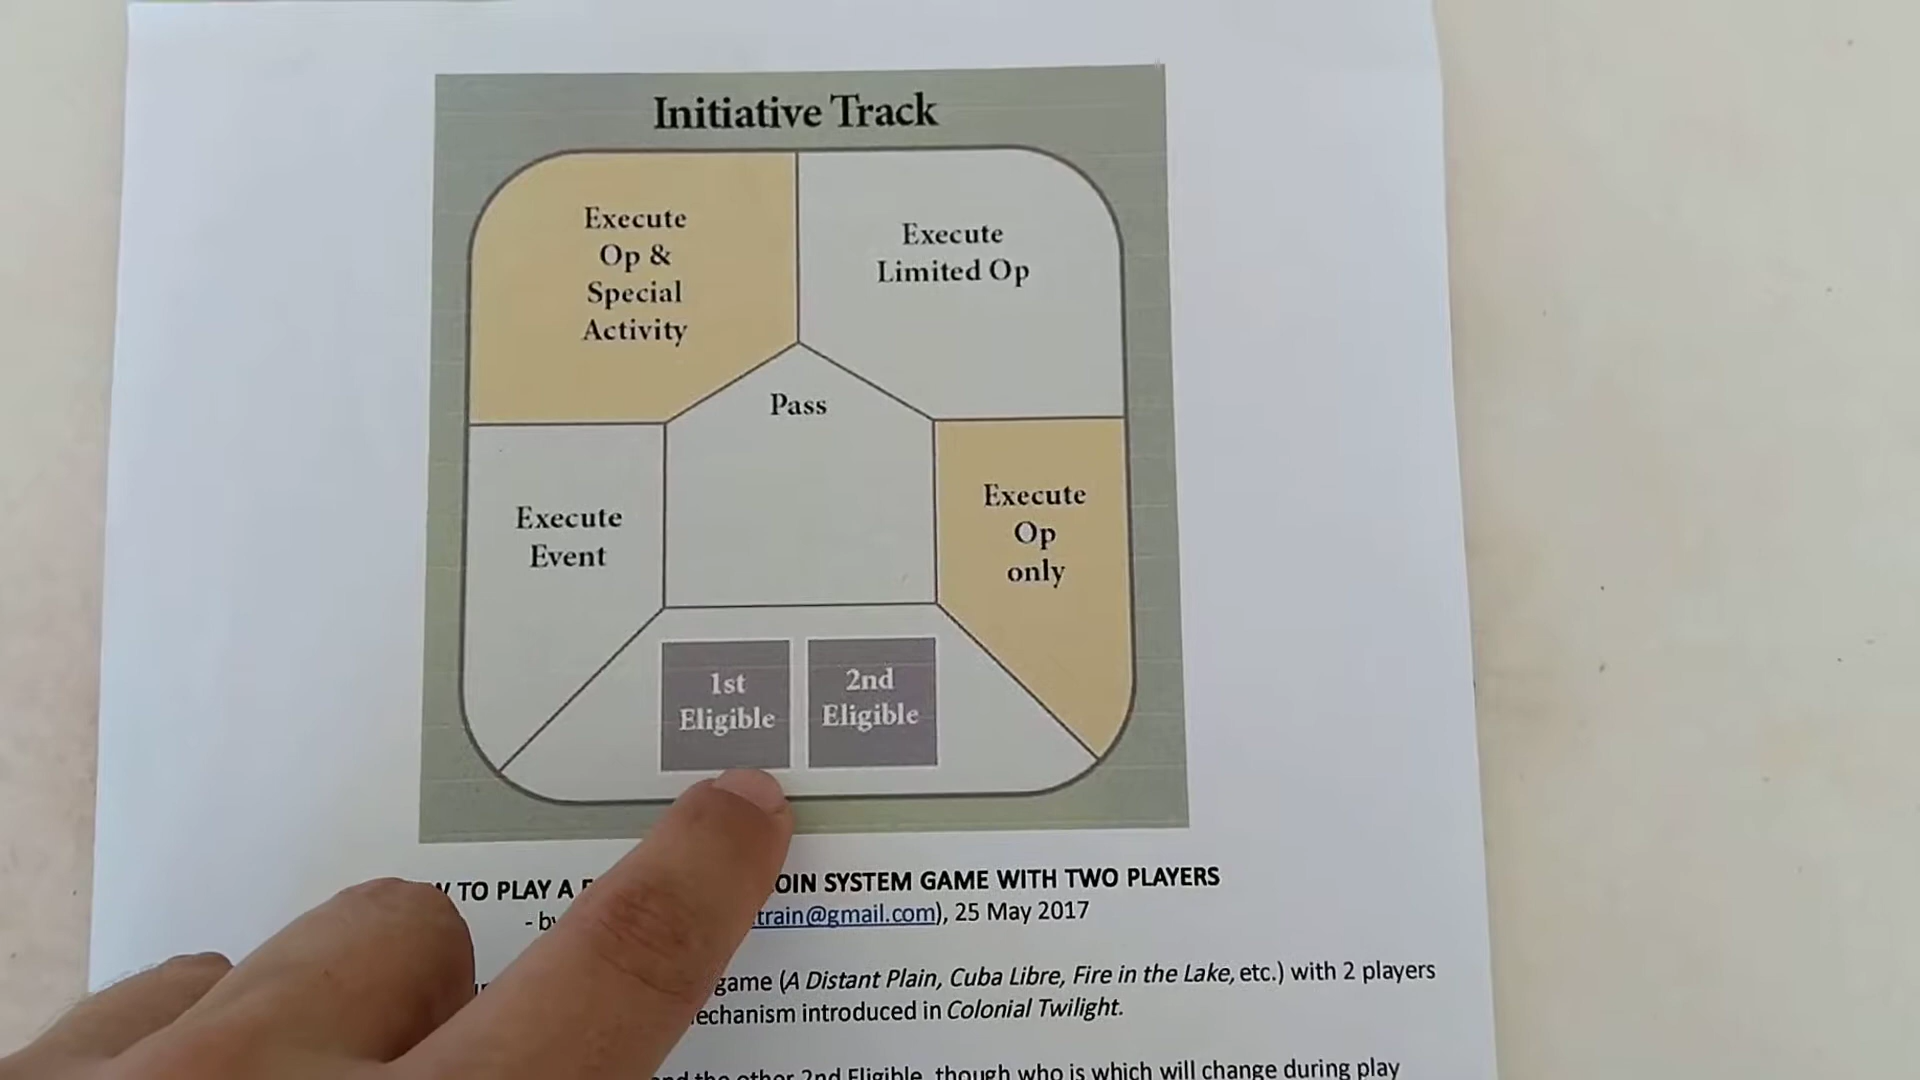 Initiative Track
Execute
Op &
Special
Activity
Execute
Limited Op
Pass
Execute
Event
Execute
Op
only
1st
Eligible
2nd
Eligible
TO PLAY A
OIN SYSTEM GAME WITH TWO PLAYERS
- by
train@gmail.com), 25 May 2017
game (A Distant Plain, Cuba Libre, Fire in the Lake, etc.) with 2 players
echanism introduced in Colonial Twilight.
the other 2nd Eligible, though who is which will change during play